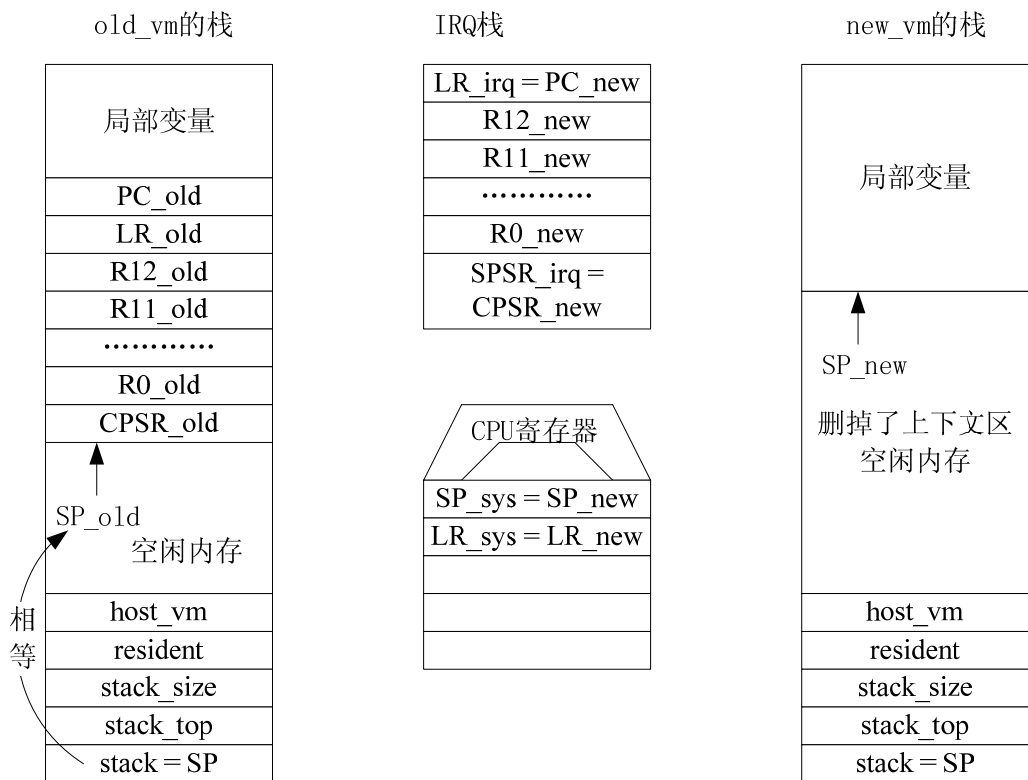 old_vm的栈
局部变量
PC_old
LR_old
R12_old
R11_old
…………
R0_old
CPSR_old
SP_old
空闲内存
相
等
host_vm
resident
stack_size
stack_top
stack = SP
IRQ栈
LR_irq = PC_new
R12_new
R11_new
…………
R0_new
SPSR_irq =
CPSR_new
CPU寄存器
SP_sys = SP_new
LR_sys = LR_new
new_vm的栈
局部变量
SP_new
删掉了上下文区
空闲内存
host_vm
resident
stack_size
stack_top
stack = SP